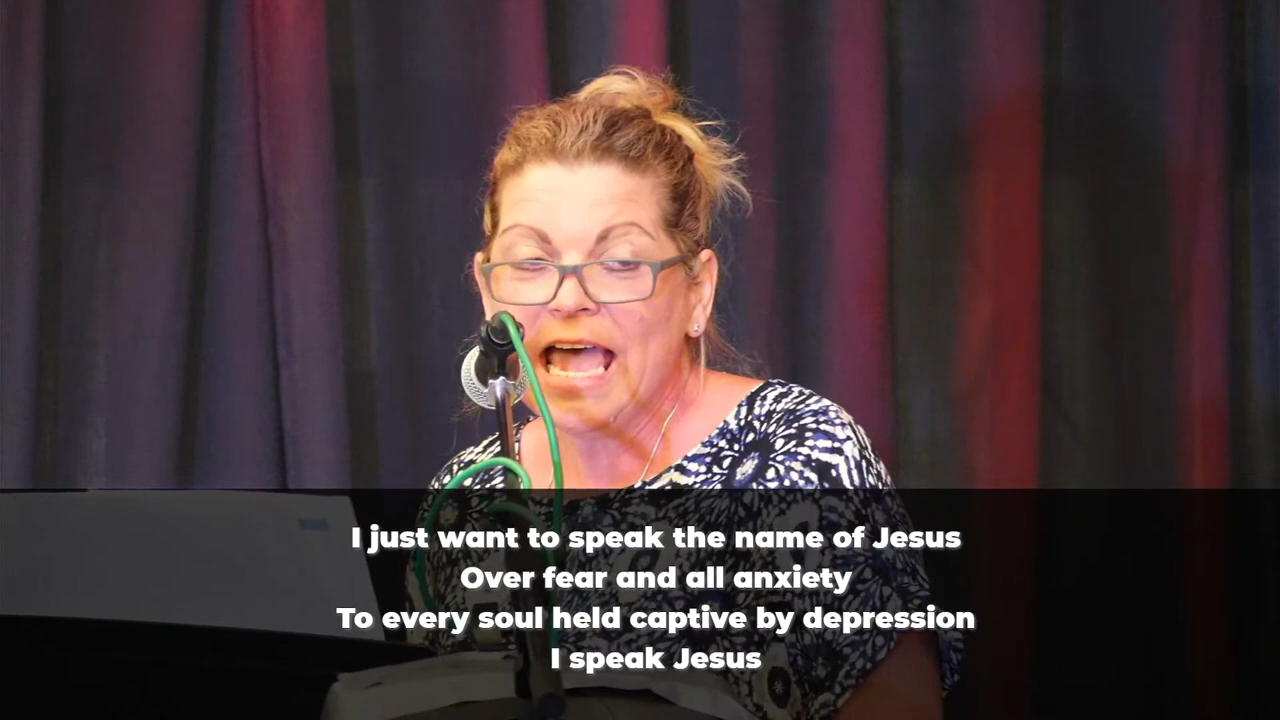 I just want to speak the name of Jesus
Over fear and all anxiety
To every soul held captive by depression
I speak Jesus